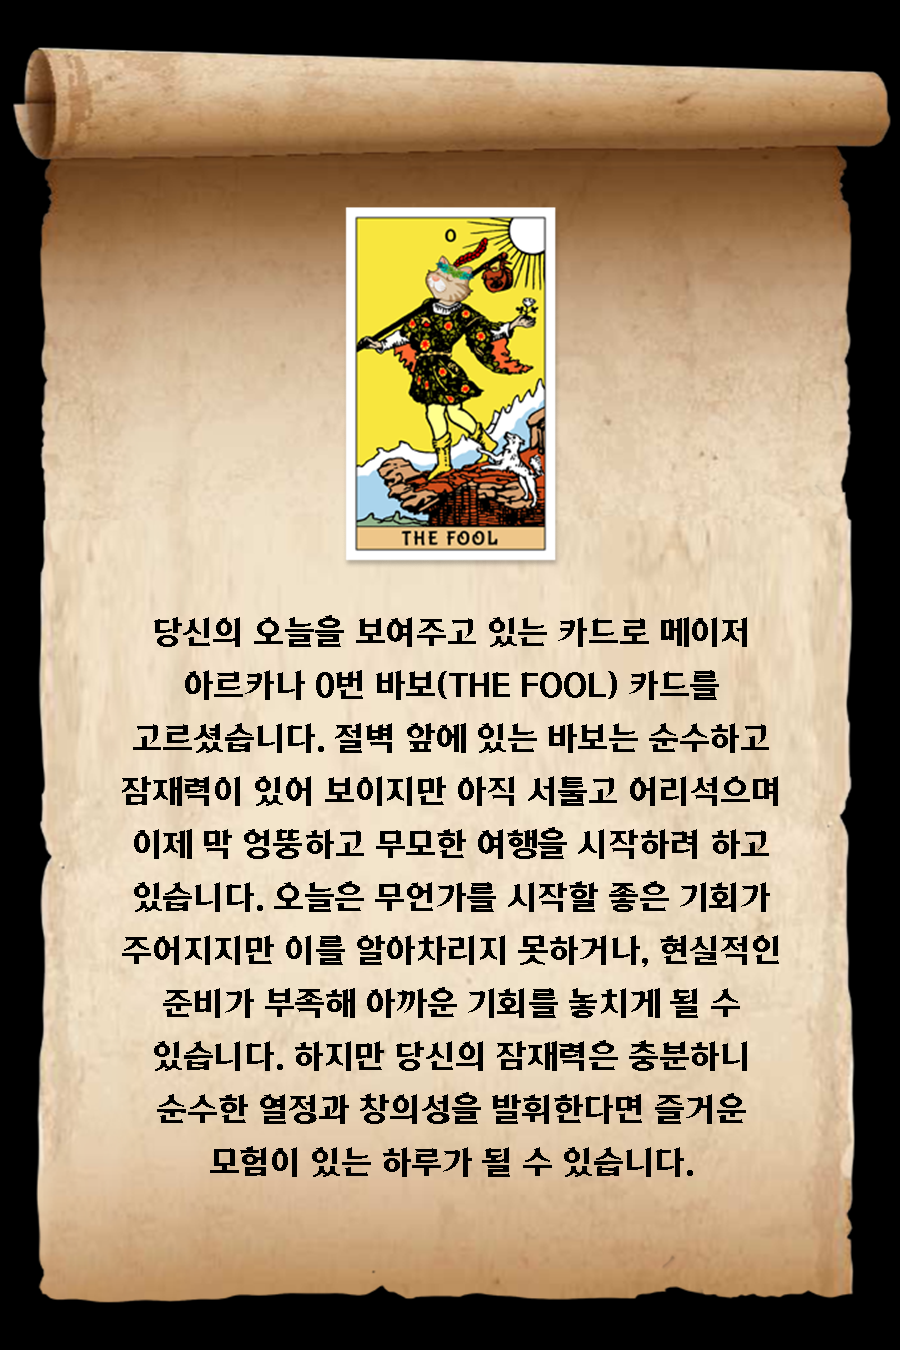 0
THE FOOL
당신의 오늘을 보여주고 있는 카드로 메이저
아르카나 0번 바보(THE FOOL) 카드를
고르셨습니다. 절벽 앞에 있는 바보는 순수하고
잠재력이 있어 보이지만 아직 서툴고 어리석으며
이제 막 엉뚱하고 무모한 여행을 시작하려 하고
있습니다. 오늘은 무언가를 시작할 좋은 기회가
주어지지만 이를 알아차리지 못하거나, 현실적인
준비가 부족해 아까운 기회를 놓치게 될 수
있습니다. 하지만 당신의 잠재력은 충분하니
순수한 열정과 창의성을 발휘한다면 즐거운
모험이 있는 하루가 될 수 있습니다.